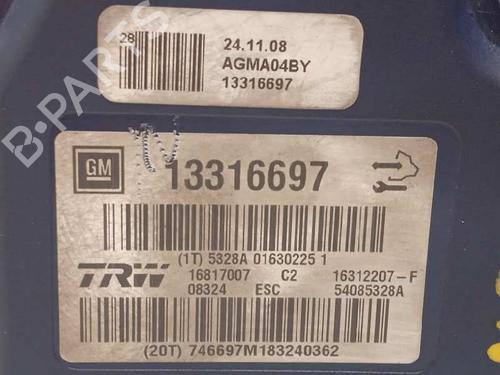 28
24.11.08
AGMA04BY
13316697
GM
13316697
(1T) 5328A 01630225 1
TRW
16817007 C2 16312207-F
08324 ESC 54085328A
(20T) 746697M183240362
B-PARTS